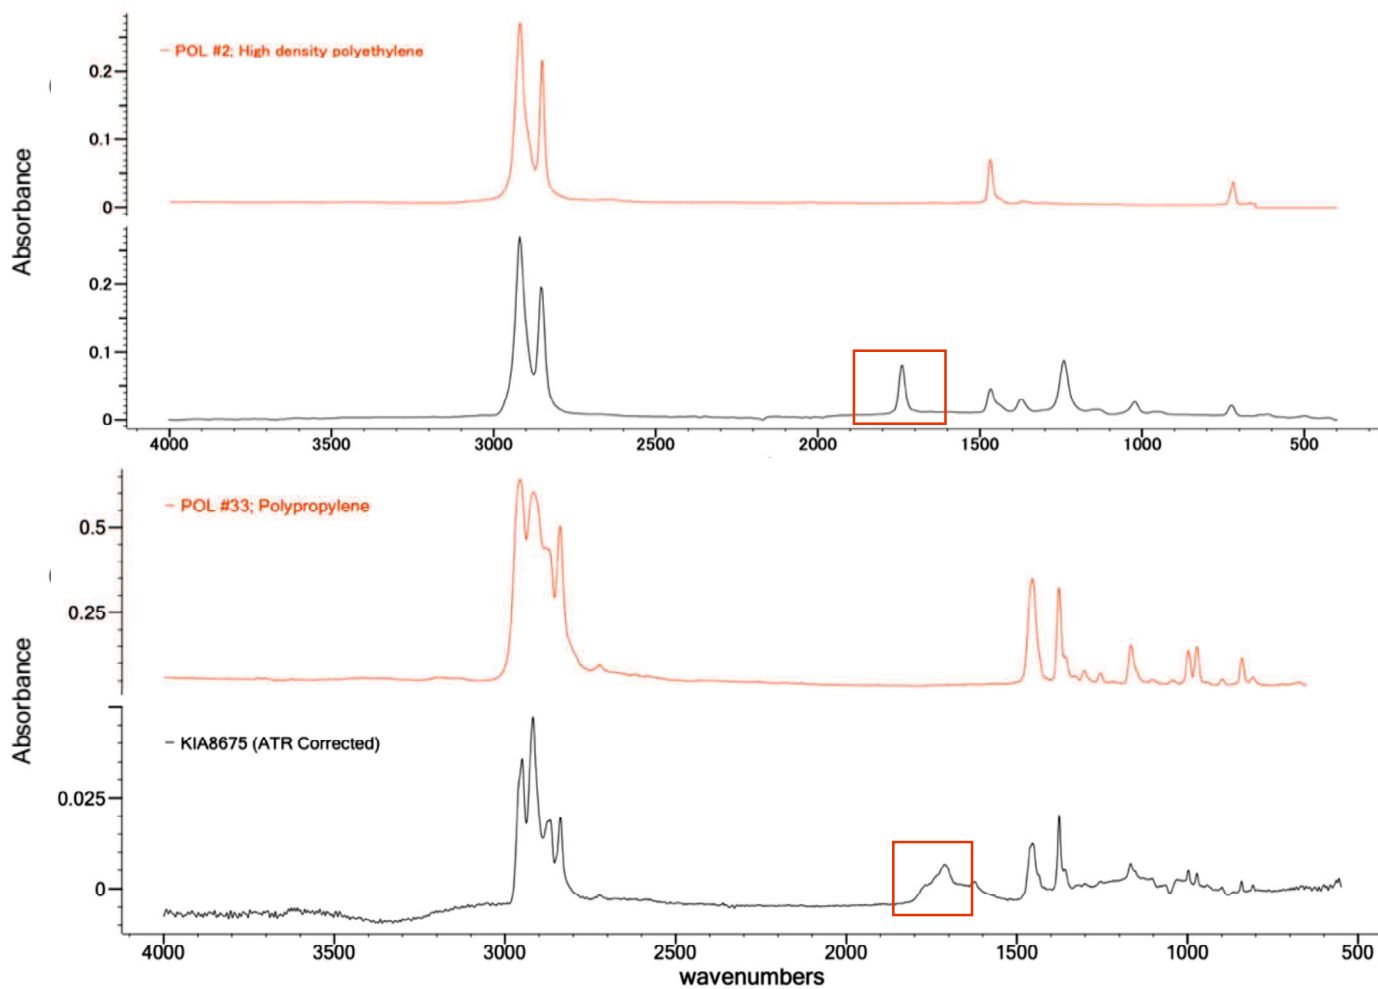 Absorbance
POL #2; High density polyethylene
0.2
0.1
0
0.2
0.1
0
4000 3500 3000 2500 2000 1500 1000 500
Absorbance
POL #33; Polypropylene
0.5
0.25
KIA8675 (ATR Corrected)
0.025
0
4000 3500 3000 2500 2000 1500 1000 500
wavenumbers